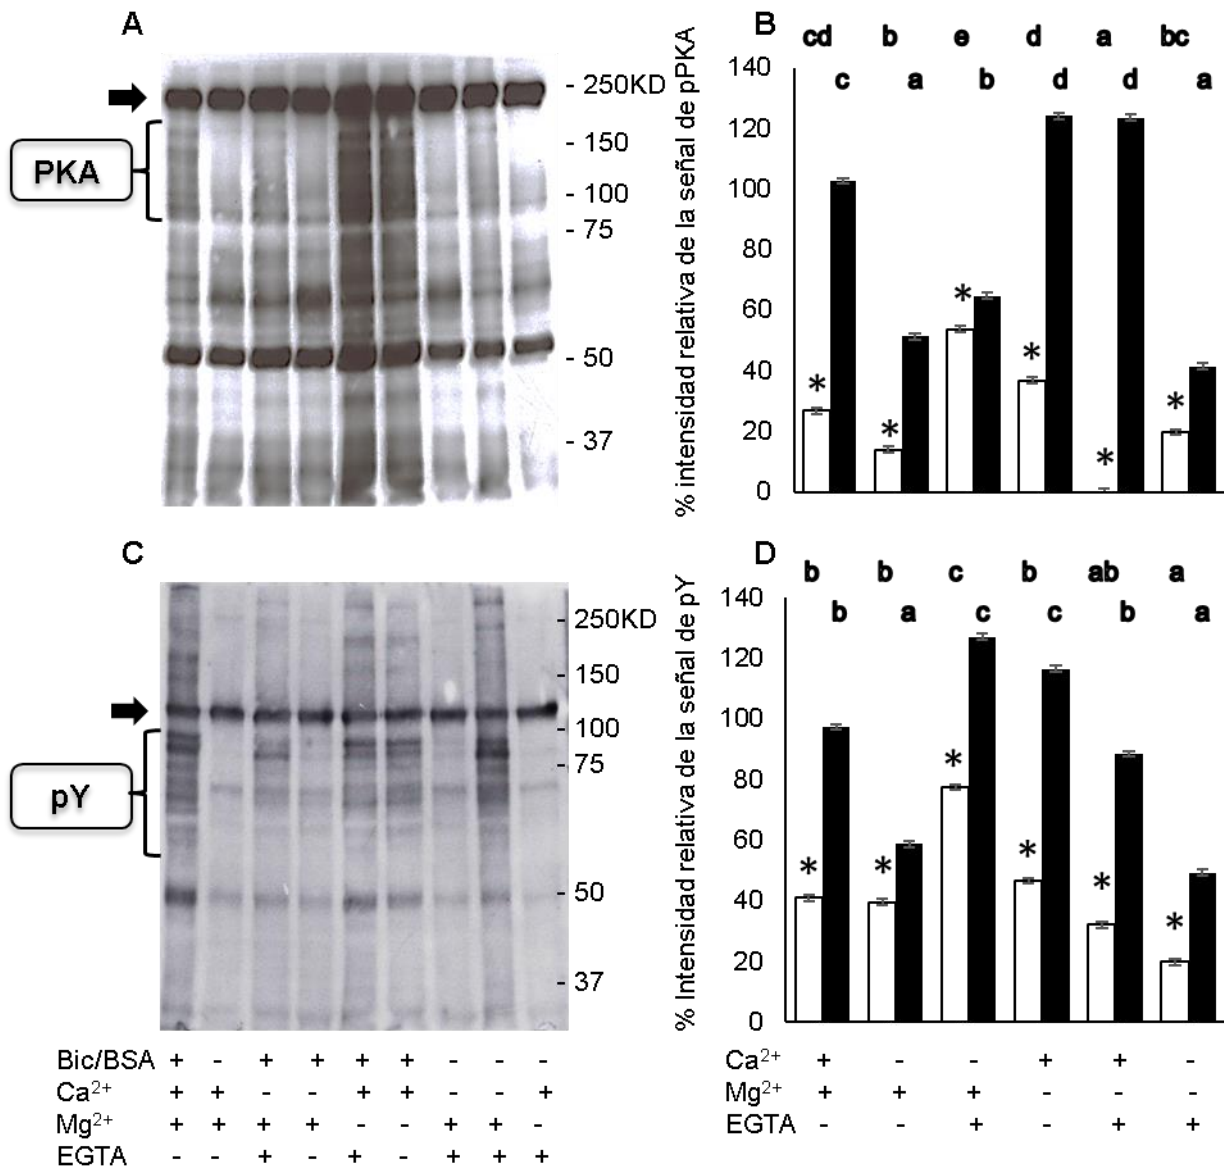 A
- 250KD
- 150
- 100
- 75
- 50
- 37
PKA
B
cd b e d a bc
c a b d d a
% intensidad relativa de la señal de pPKA
140
120
100
80
60
40
20
0
* * * * * *
C
- 250KD
- 150
- 100
- 75
- 50
- 37
pY
D
b b c b ab a
b a c c b a
% Intensidad relativa de la señal de pY
140
120
100
80
60
40
20
0
* * * * * *
Bic/BSA + - + + + + - - -
Ca²⁺ + + - - + + - - +
Mg²⁺ + + + + - - + + -
EGTA - - + - + - + + +
Ca²⁺ + - - + + -
Mg²⁺ + + + - - -
EGTA - - + - + +